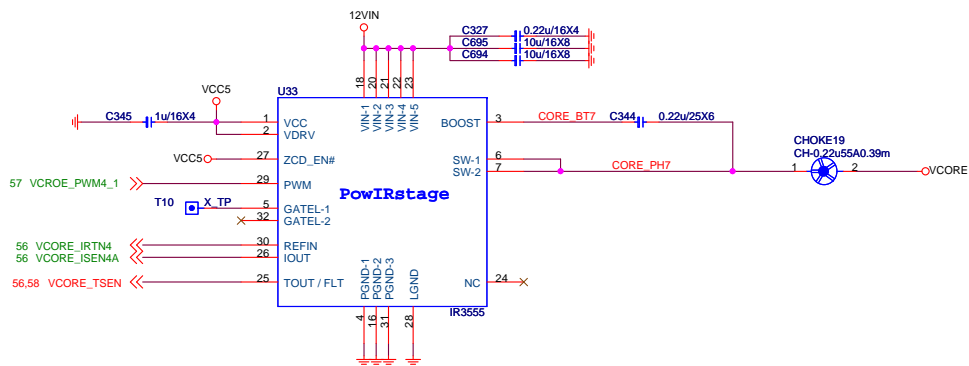 12VIN
C327 0.22u/16X4
C695 10u/16X8
C694 10u/16X8
18 20 21 22 23
U33
VCC5
C345 1u/16X4
1 VCC
2 VDRV
VIN-1 VIN-2 VIN-3 VIN-4 VIN-5
BOOST 3 CORE_BT7 C344 0.22u/25X6
VCC5 27 ZCD_EN#
SW-1 6
SW-2 7 CORE_PH7
CHOKE19
CH-0.22u55A0.39m
1 2 VCORE
57 VCROE_PWM4_1 29 PWM
PowIRstage
T10 X_TP 5 GATEL-1
32 GATEL-2
56 VCORE_IRTN4 30 REFIN
56 VCORE_ISEN4A 26 IOUT
56,58 VCORE_TSEN 25 TOUT / FLT
PGND-1 PGND-2 PGND-3 LGND
NC 24
4 16 31 28
IR3555